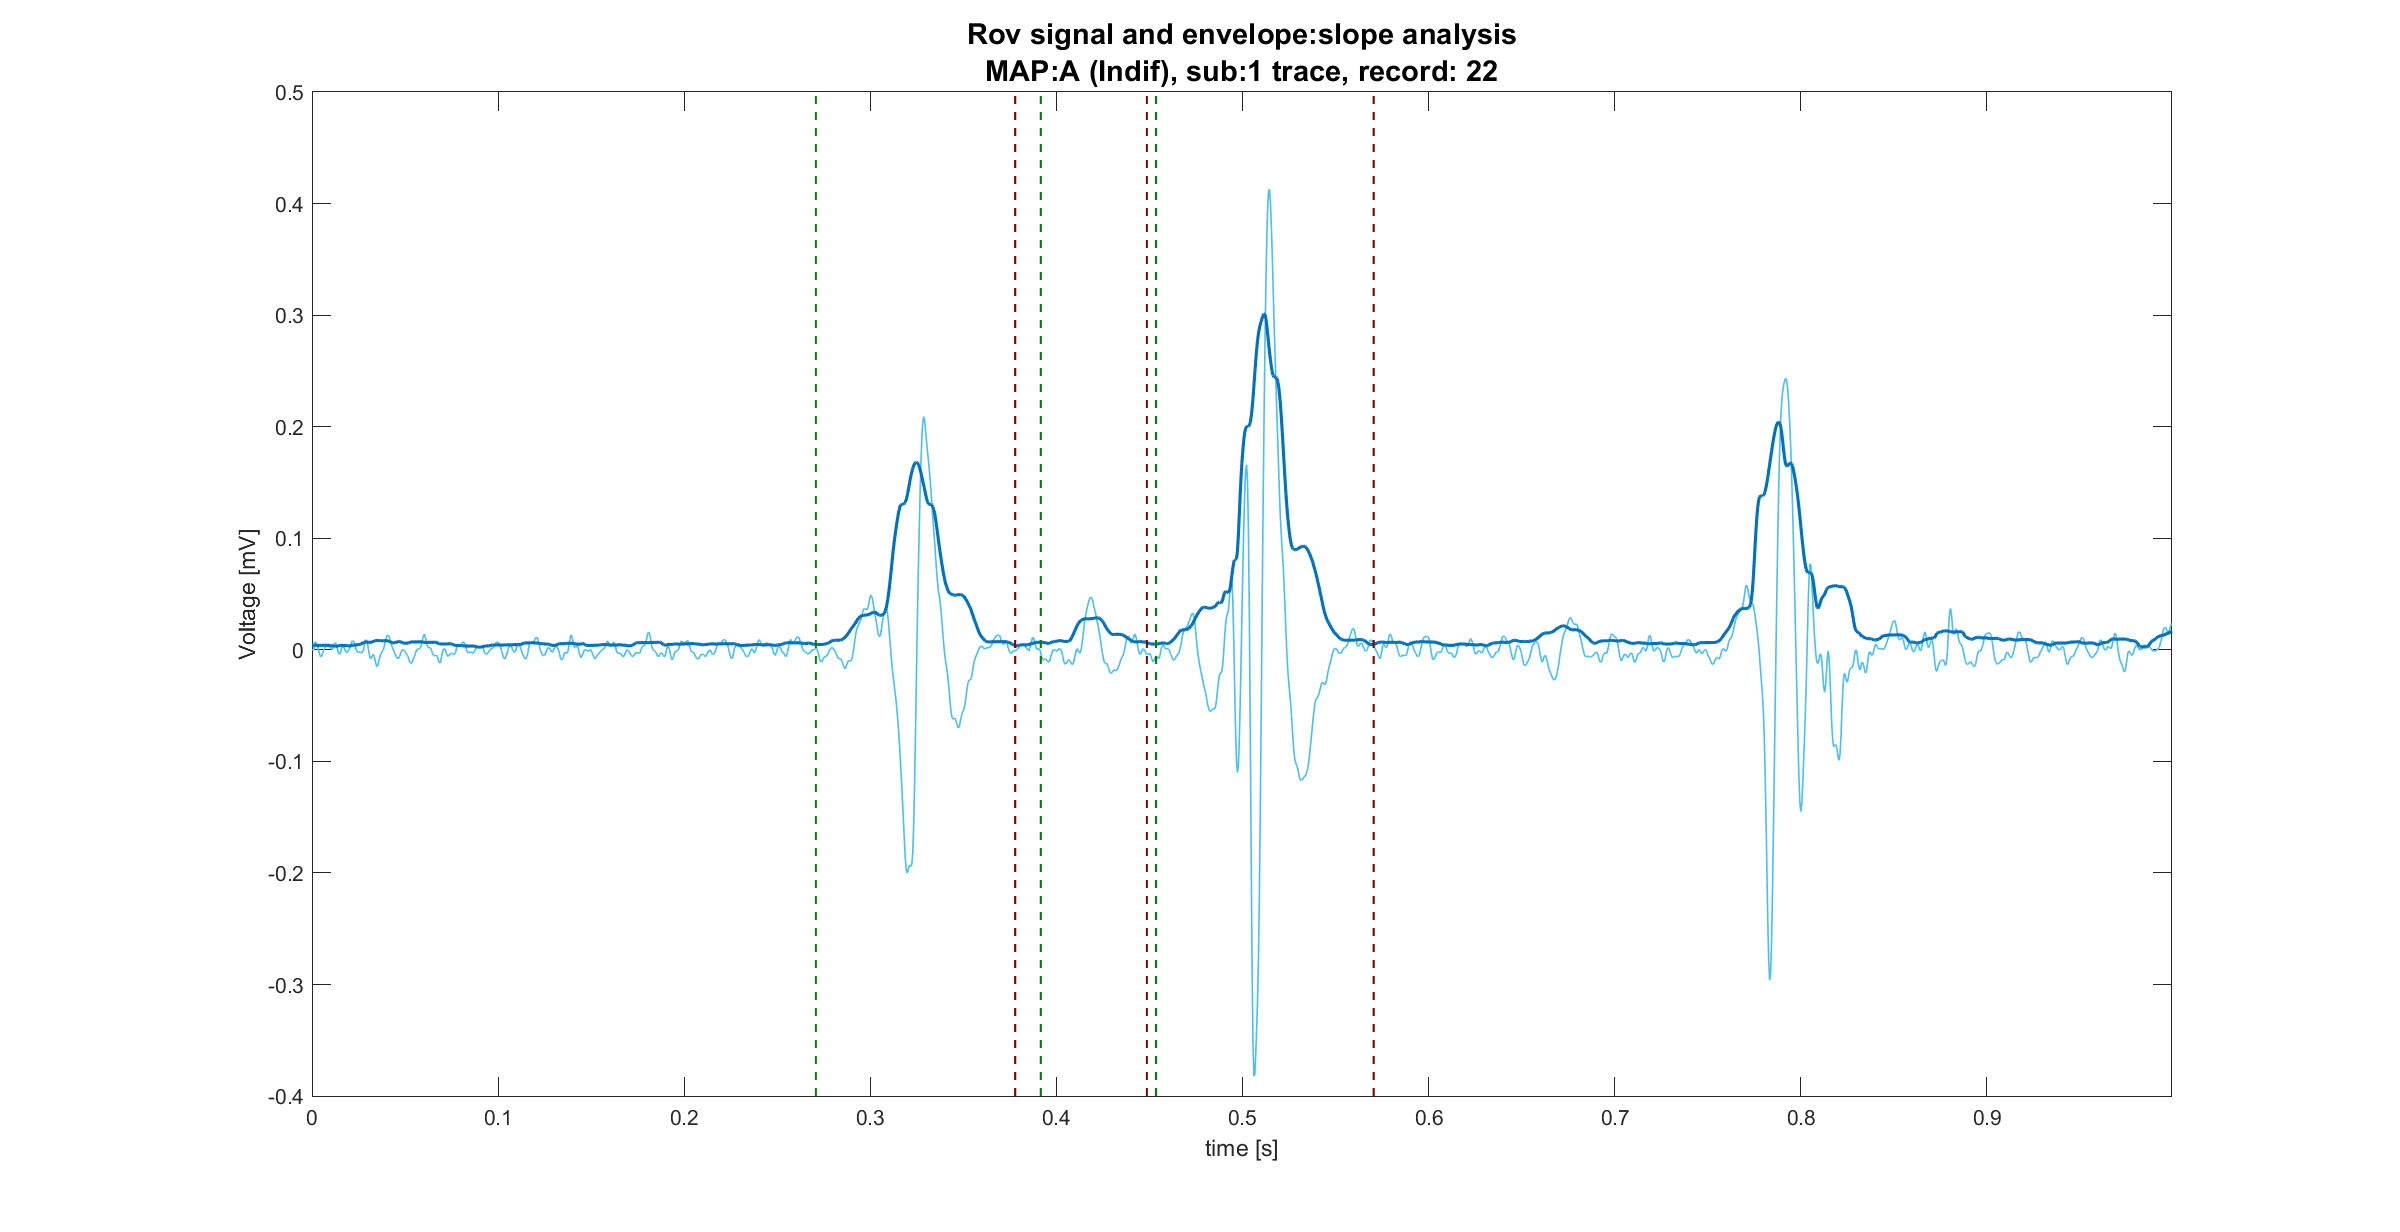 Rov signal and envelope:slope analysis
MAP:A (Indif), sub:1 trace, record: 22
0.5
0.4
0.3
0.2
0.1
0
-0.1
-0.2
-0.3
-0.4
Voltage [mV]
0 0.1 0.2 0.3 0.4 0.5 0.6 0.7 0.8 0.9
time [s]